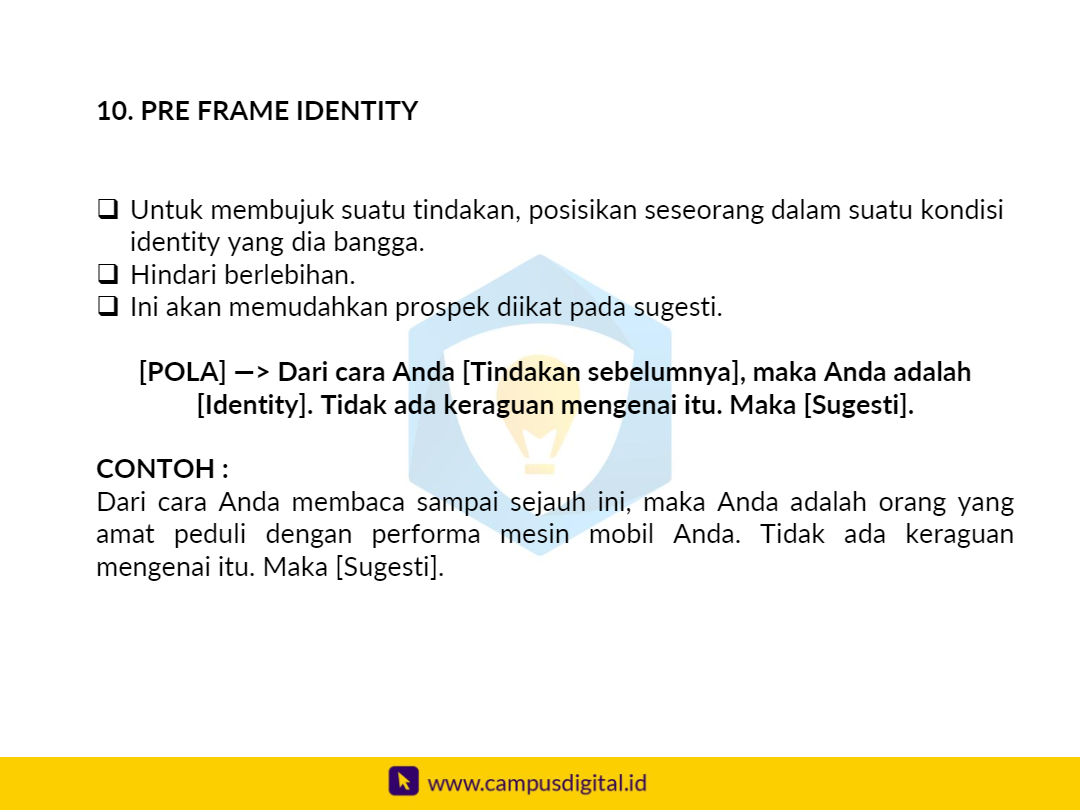 10. PRE FRAME IDENTITY
❑ Untuk membujuk suatu tindakan, posisikan seseorang dalam suatu kondisi
identity yang dia bangga.
❑ Hindari berlebihan.
❑ Ini akan memudahkan prospek diikat pada sugesti.
[POLA] —> Dari cara Anda [Tindakan sebelumnya], maka Anda adalah
[Identity]. Tidak ada keraguan mengenai itu. Maka [Sugesti].
CONTOH :
Dari cara Anda membaca sampai sejauh ini, maka Anda adalah orang yang
amat peduli dengan performa mesin mobil Anda. Tidak ada keraguan
mengenai itu. Maka [Sugesti].
www.campusdigital.id